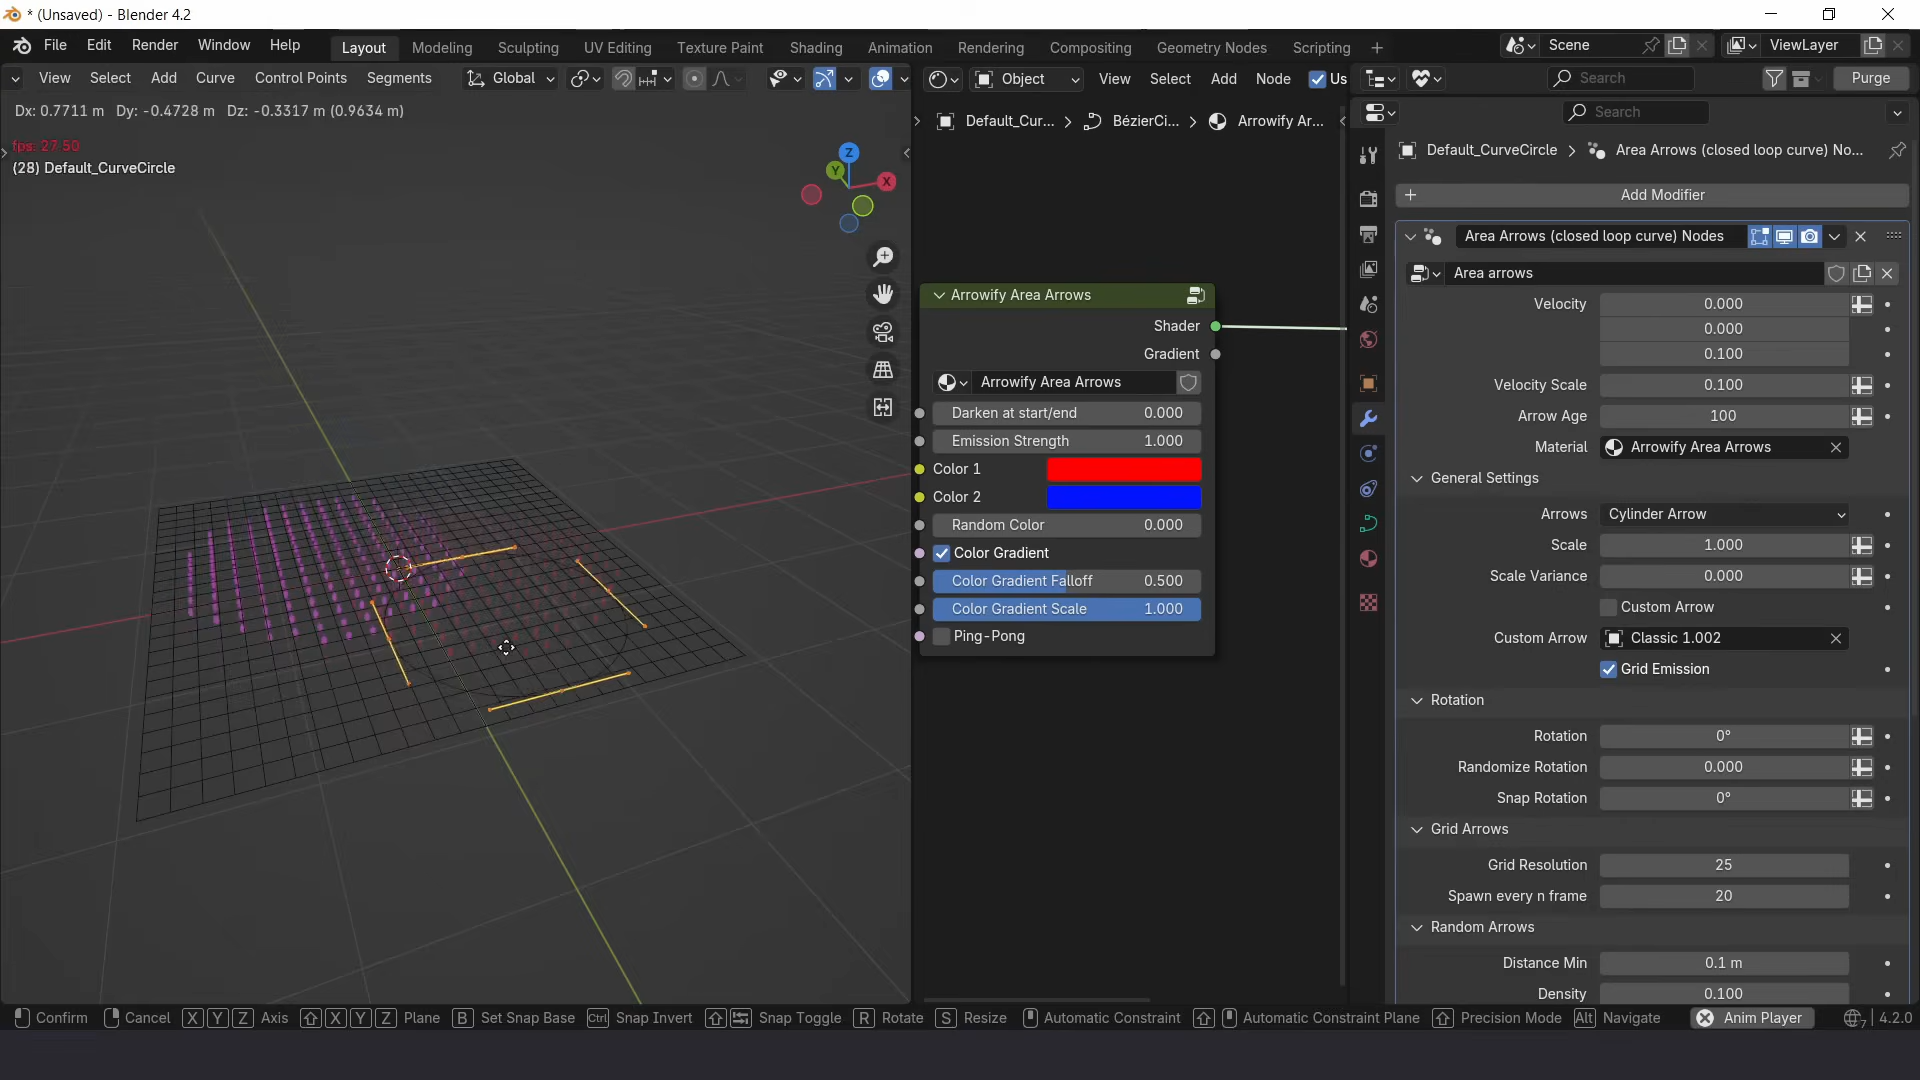 * (Unsaved) - Blender 4.2
File Edit Render Window Help Layout Modeling Sculpting UV Editing Texture Paint Shading Animation Rendering Compositing Geometry Nodes Scripting + Scene ViewLayer
View Select Add Curve Control Points Segments Global
Object View Select Add Node Us
Search Purge
Dx: 0.7711 m Dy: -0.4728 m Dz: -0.3317 m (0.9634 m)
fps: 27.50
(28) Default_CurveCircle
Z
Y
X
Default_Cur... > BézierCi... > Arrowify Ar...
Arrowify Area Arrows
Shader
Gradient
Arrowify Area Arrows
Darken at start/end 0.000
Emission Strength 1.000
Color 1
Color 2
Random Color 0.000
Color Gradient
Color Gradient Falloff 0.500
Color Gradient Scale 1.000
Ping-Pong
Search
Default_CurveCircle > Area Arrows (closed loop curve) No...
+ Add Modifier
Area Arrows (closed loop curve) Nodes
Area arrows
Velocity 0.000
0.000
0.100
Velocity Scale 0.100
Arrow Age 100
Material Arrowify Area Arrows
General Settings
Arrows Cylinder Arrow
Scale 1.000
Scale Variance 0.000
Custom Arrow
Custom Arrow Classic 1.002
Grid Emission
Rotation
Rotation 0°
Randomize Rotation 0.000
Snap Rotation 0°
Grid Arrows
Grid Resolution 25
Spawn every n frame 20
Random Arrows
Distance Min 0.1 m
Density 0.100
Confirm Cancel X Y Z Axis X Y Z Plane B Set Snap Base Ctrl Snap Invert Snap Toggle R Rotate S Resize Automatic Constraint Automatic Constraint Plane Precision Mode Alt Navigate Anim Player 7 4.2.0